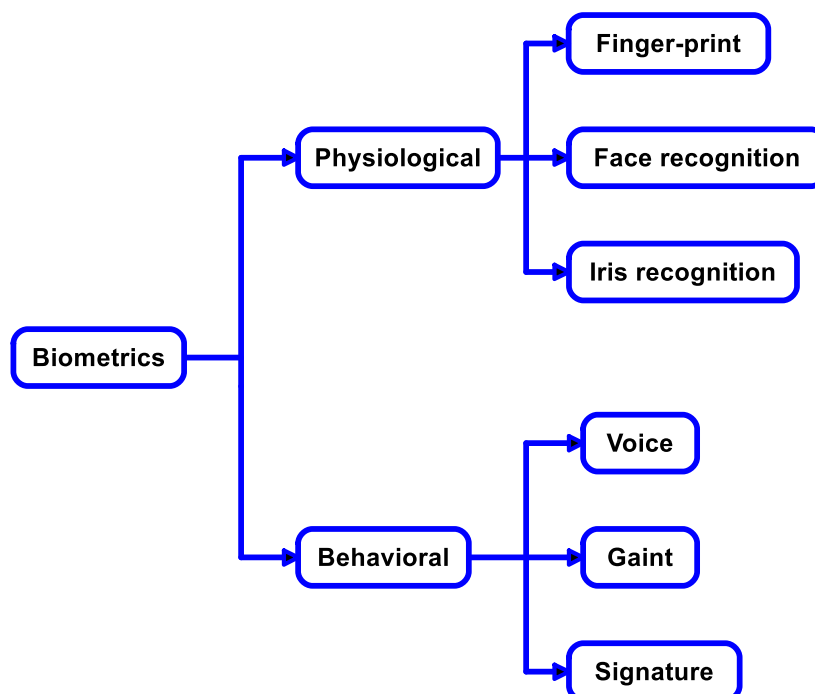 Finger-print
Physiological
Face recognition
Iris recognition
Biometrics
Voice
Behavioral
Gaint
Signature